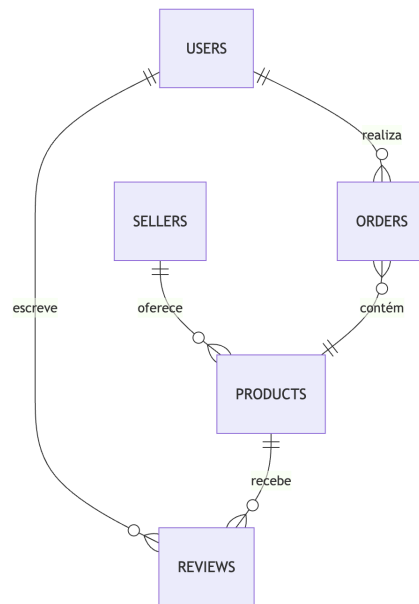 USERS
realiza
SELLERS
ORDERS
escreve
oferece
contém
PRODUCTS
recebe
REVIEWS